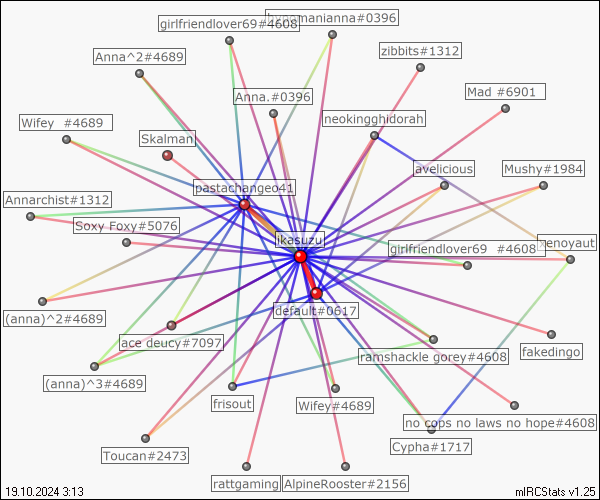 hypnomanianna#0396
girlfriendlover69#4608
Anna^2#4689
zibbits#1312
Mad #6901
Anna.#0396
Wifey  #4689
neokingghidorah
Skalman
javelicious
Mushy#1984
pastachangeo41
Annarchist#1312
Soxy Foxy#5076
ikasuzu
girlfriendlover69  #4608
xenoyaut
(anna)^2#4689
default#0617
ace deucy#7097
ramshackle gorey#4608
fakedingo
(anna)^3#4689
frisout
Wifey#4689
no cops no laws no hope#4608
Cypha#1717
Toucan#2473
rattgaming
AlpineRooster#2156
19.10.2024 3:13
mIRCStats v1.25